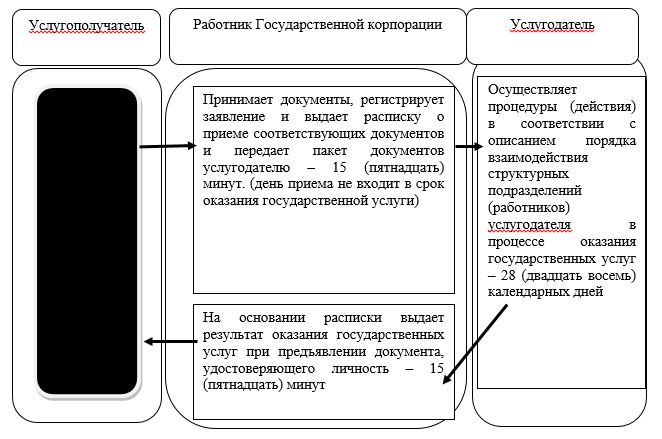 Услугополучатель
Работник Государственной корпорации
Услугодатель
Принимает документы, регистрирует
заявление и выдает расписку о
приеме соответствующих документов
и передает пакет документов
услугодателю – 15 (пятнадцать)
минут. (день приема не входит в срок
оказания государственной услуги)
Осуществляет
процедуры (действия)
в соответствии с
описанием порядка
взаимодействия
структурных
подразделений
(работников)
услугодателя в
процессе оказания
государственных услуг
– 28 (двадцать восемь)
календарных дней
На основании расписки выдает
результат оказания государственных
услуг при предъявлении документа,
удостоверяющего личность – 15
(пятнадцать) минут